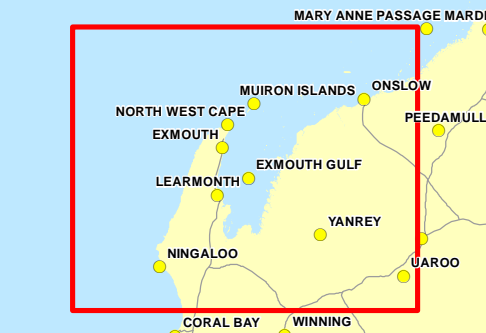 MARY ANNE PASSAGE MARDI
MUIRON ISLANDS
ONSLOW
NORTH WEST CAPE
PEEDAMULL
EXMOUTH
EXMOUTH GULF
LEARMONTH
YANREY
NINGALOO
UAROO
CORAL BAY
WINNING